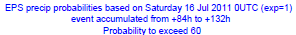 EPS precip probabilities based on Saturday 16 Jul 2011 0UTC (exp=1)
event accumulated from +84h to +132h
Probability to exceed 60